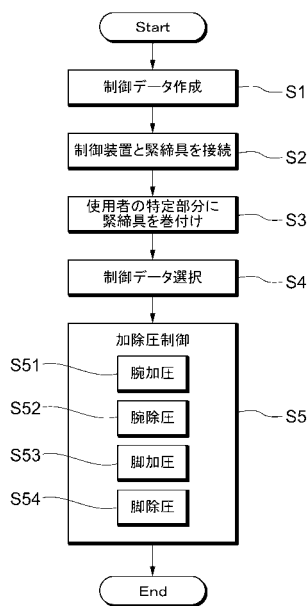 Start
制御データ作成
S1
制御装置と緊締具を接続
S2
使用者の特定部分に
緊締具を巻付け
S3
制御データ選択
S4
加除圧制御
S5
S51
腕加圧
S52
腕除圧
S53
脚加圧
S54
脚除圧
End